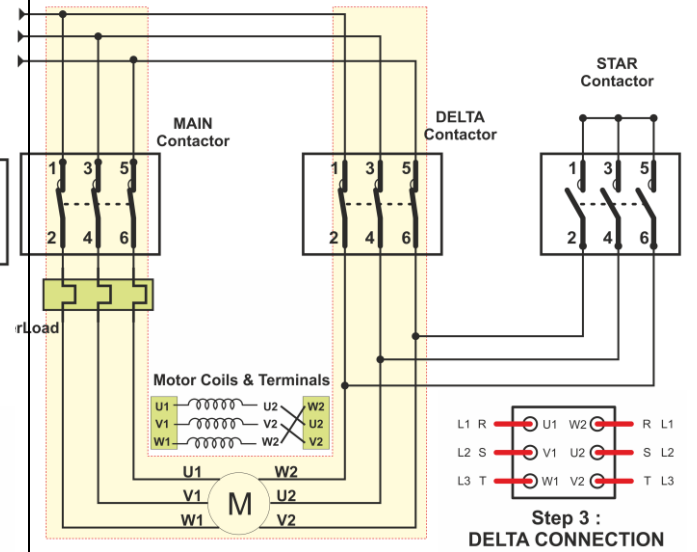 STAR
Contactor
MAIN
Contactor
DELTA
Contactor
1 3 5
2 4 6
1 3 5
2 4 6
1 3 5
2 4 6
rLoad
Motor Coils & Terminals
U1 U2 W2
V1 V2 U2
W1 W2 V2
U1 W2
V1 M U2
W1 V2
L1 R U1 W2 R L1
L2 S V1 U2 S L2
L3 T W1 V2 T L3
Step 3 :
DELTA CONNECTION